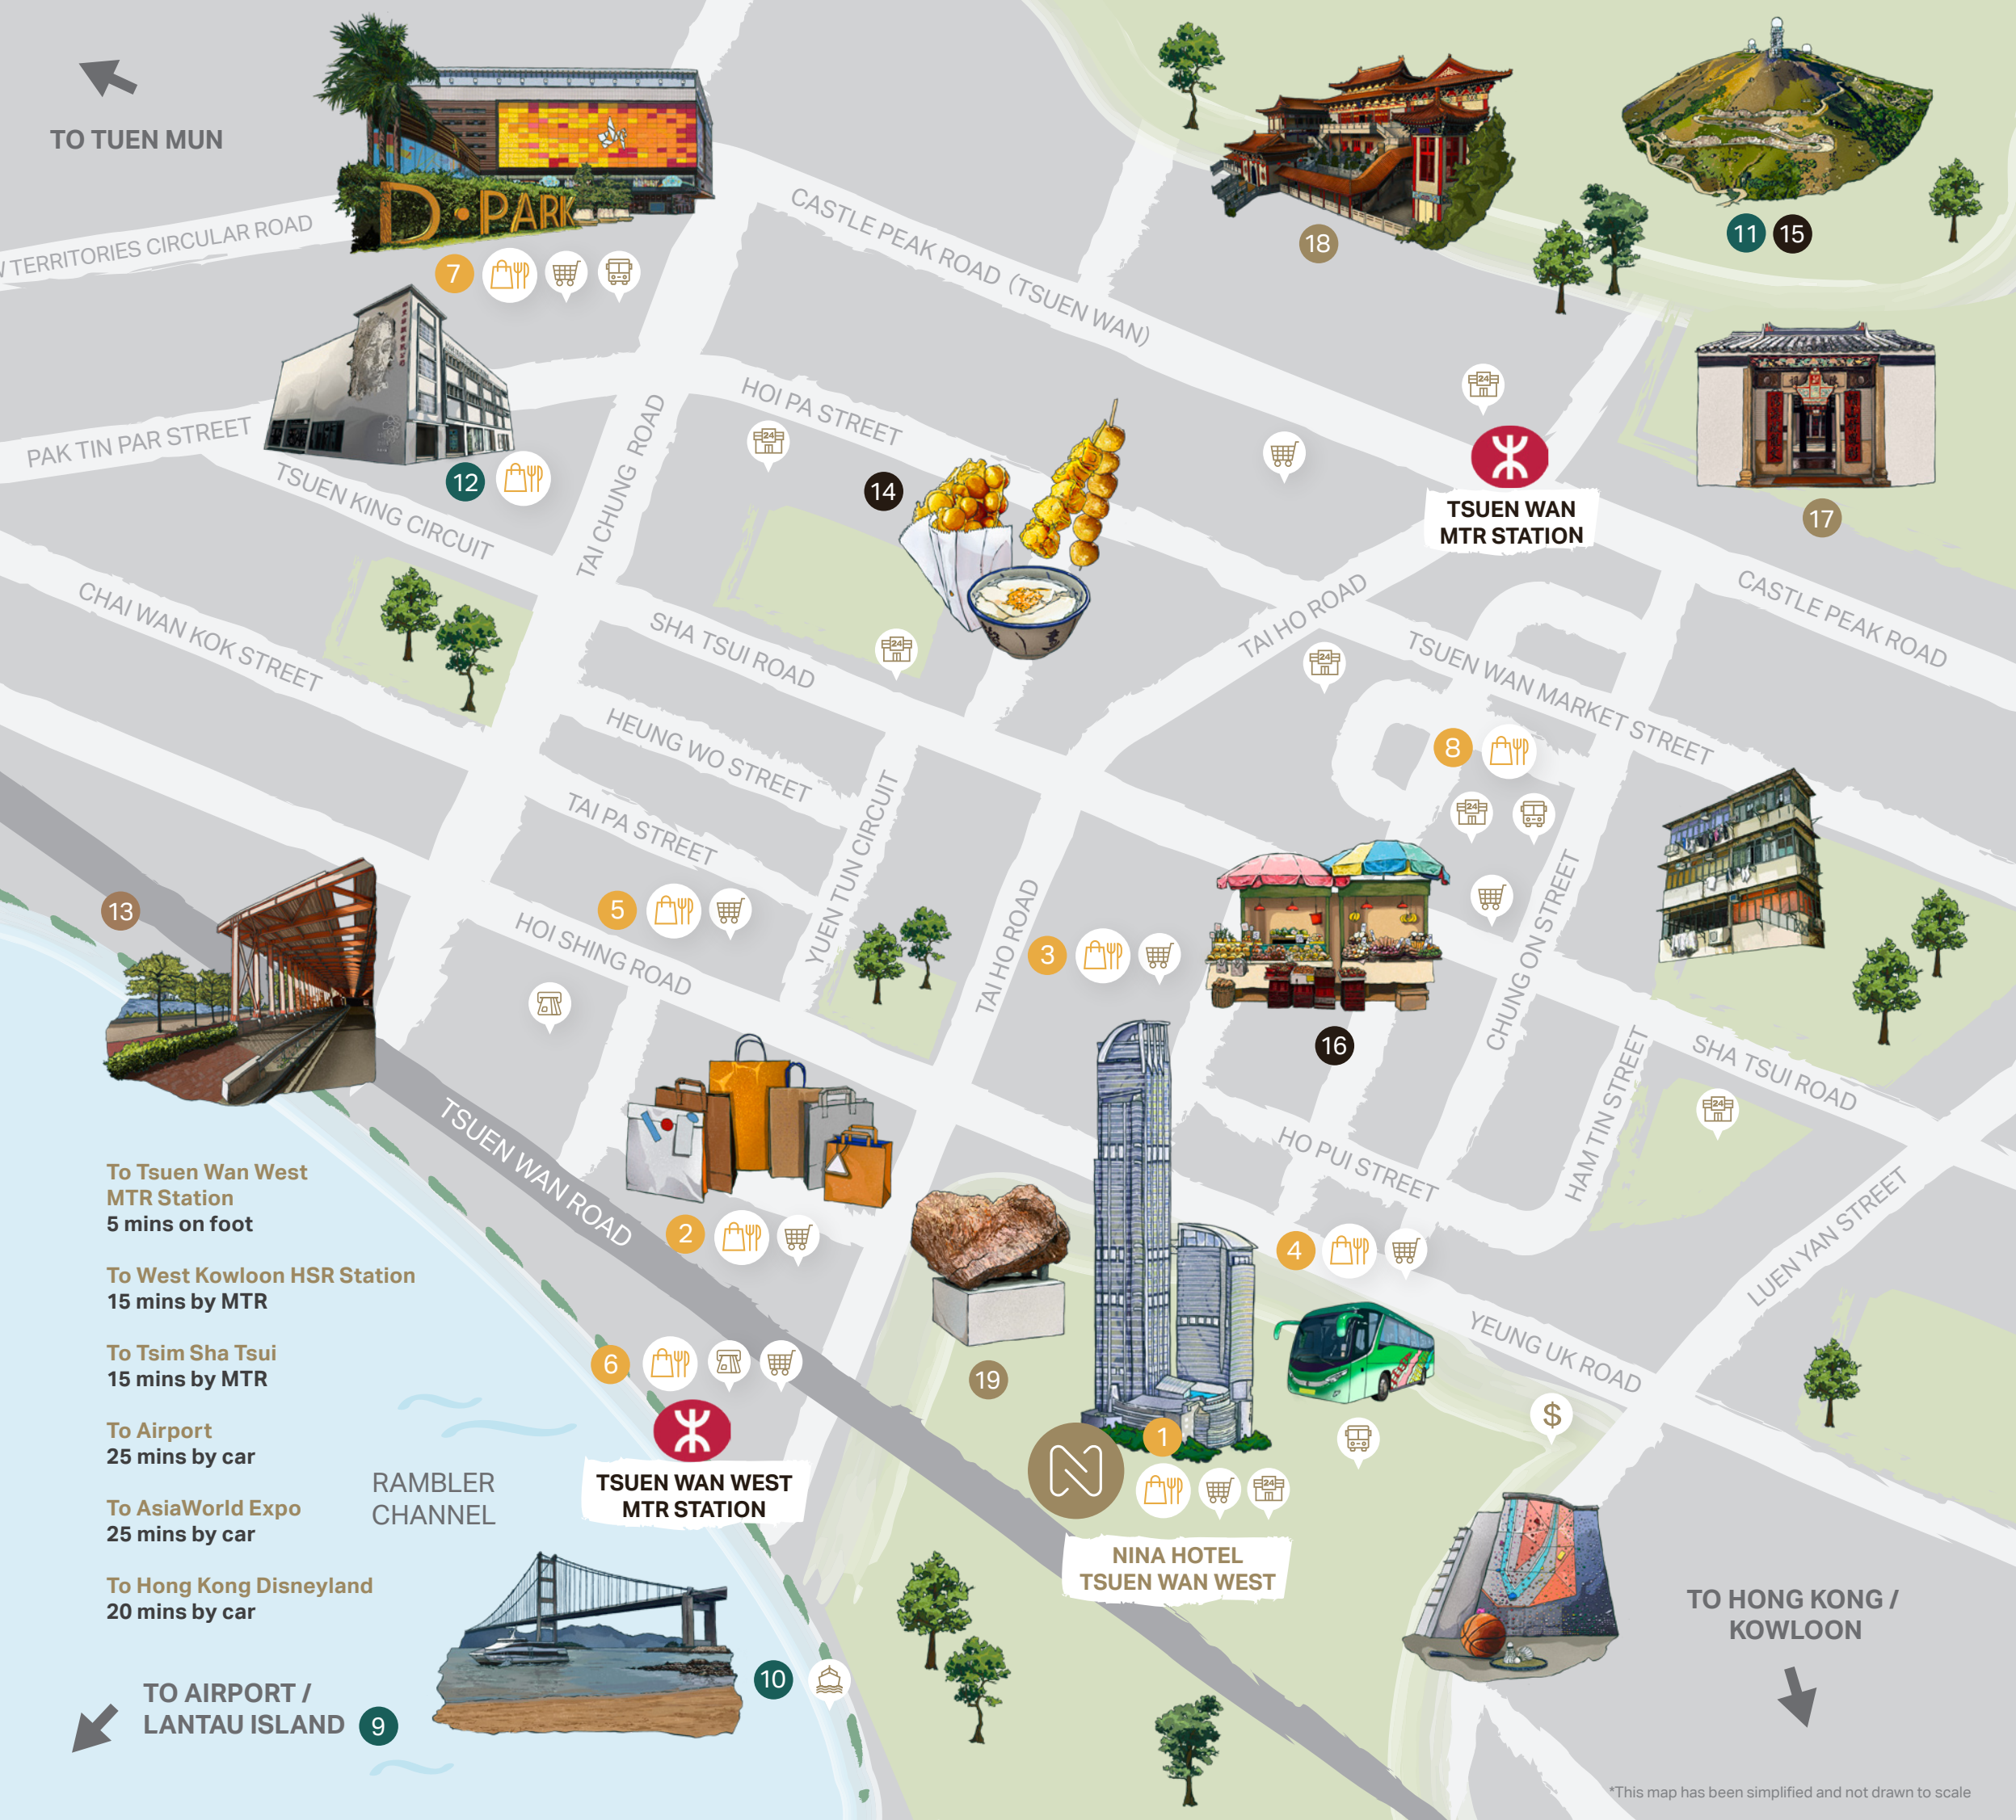 TO TUEN MUN
D•PARK
W TERRITORIES CIRCULAR ROAD
7
CASTLE PEAK ROAD (TSUEN WAN)
18
11
15
PAK TIN PAR STREET
12
TSUEN KING CIRCUIT
TAI CHUNG ROAD
HOI PA STREET
24
14
24
TSUEN WAN
MTR STATION
17
CHAI WAN KOK STREET
SHA TSUI ROAD
24
TAI HO ROAD
24
TSUEN WAN MARKET STREET
CASTLE PEAK ROAD
HEUNG WO STREET
8
24
TAI PA STREET
YUEN TUN CIRCUIT
13
5
HOI SHING ROAD
TAI HO ROAD
3
CHUNG ON STREET
16
HAM TIN STREET
SHA TSUI ROAD
24
TSUEN WAN ROAD
HO PUI STREET
LUEN YAN STREET
2
4
YEUNG UK ROAD
To Tsuen Wan West
MTR Station
5 mins on foot
To West Kowloon HSR Station
15 mins by MTR
To Tsim Sha Tsui
15 mins by MTR
To Airport
25 mins by car
To AsiaWorld Expo
25 mins by car
To Hong Kong Disneyland
20 mins by car
6
19
$
1
N
24
RAMBLER
CHANNEL
TSUEN WAN WEST
MTR STATION
NINA HOTEL
TSUEN WAN WEST
TO HONG KONG /
KOWLOON
10
TO AIRPORT /
LANTAU ISLAND
9
*This map has been simplified and not drawn to scale